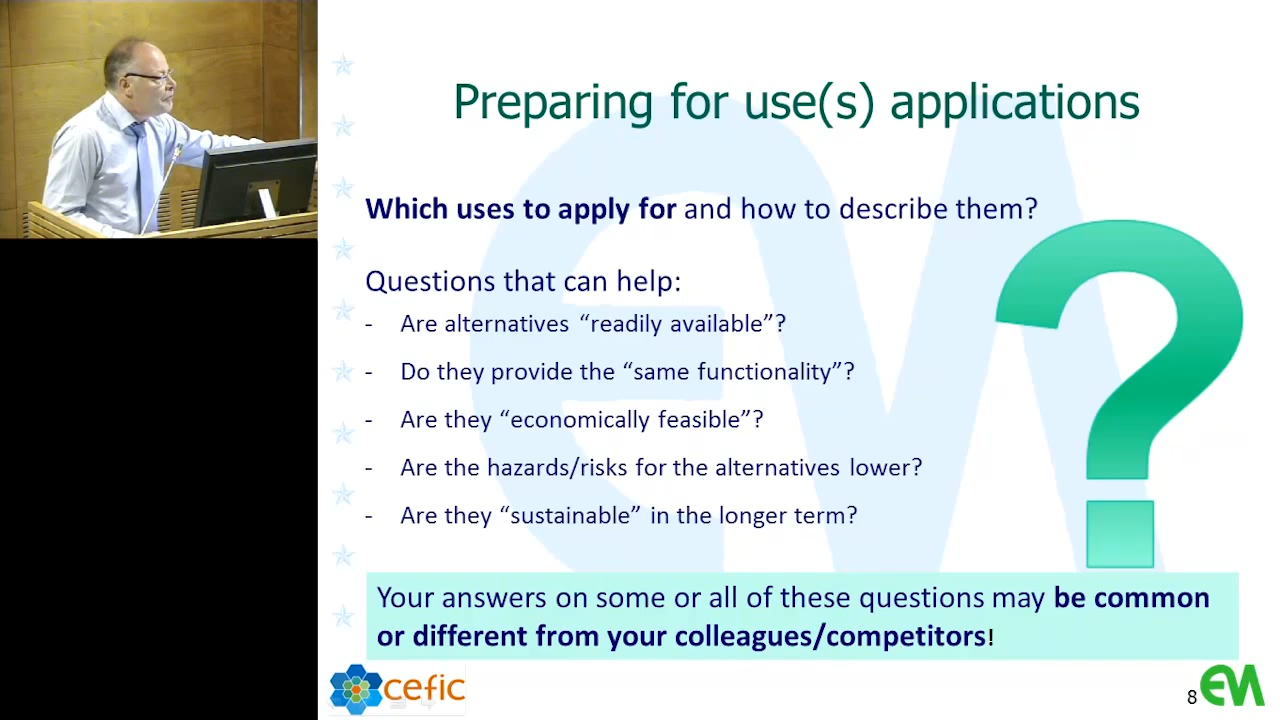 Preparing for use(s) applications
Which uses to apply for and how to describe them?
Questions that can help:
- Are alternatives “readily available”?
- Do they provide the “same functionality”?
- Are they “economically feasible”?
- Are the hazards/risks for the alternatives lower?
- Are they “sustainable” in the longer term?
Your answers on some or all of these questions may be common
or different from your colleagues/competitors!
cefic
8
EM